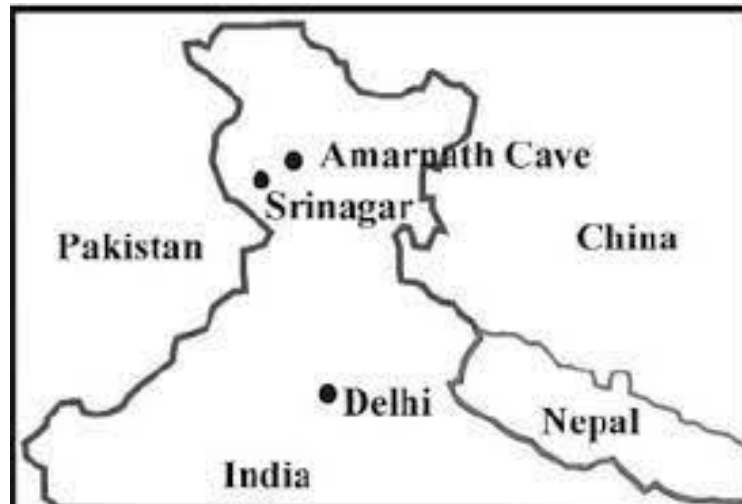 Amarnath Cave
Srinagar
Pakistan
China
Delhi
Nepal
India